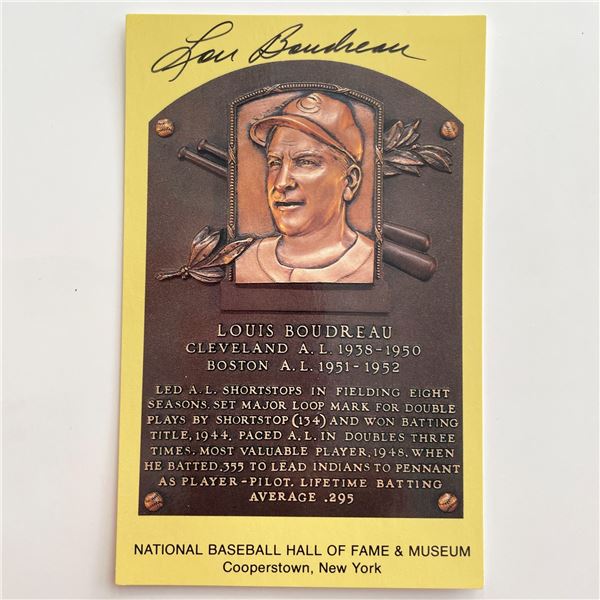 Lou Boudreau
C
LOUIS BOUDREAU
CLEVELAND A.L. 1938-1950
BOSTON A.L. 1951-1952
LED A.L. SHORTSTOPS IN FIELDING EIGHT
SEASONS. SET MAJOR LOOP MARK FOR DOUBLE
PLAYS BY SHORTSTOP (134) AND WON BATTING
TITLE, 1944. PACED A.L. IN DOUBLES THREE
TIMES. MOST VALUABLE PLAYER, 1948, WHEN
HE BATTED .355 TO LEAD INDIANS TO PENNANT
AS PLAYER-PILOT. LIFETIME BATTING
AVERAGE .295
NATIONAL BASEBALL HALL OF FAME & MUSEUM
Cooperstown, New York